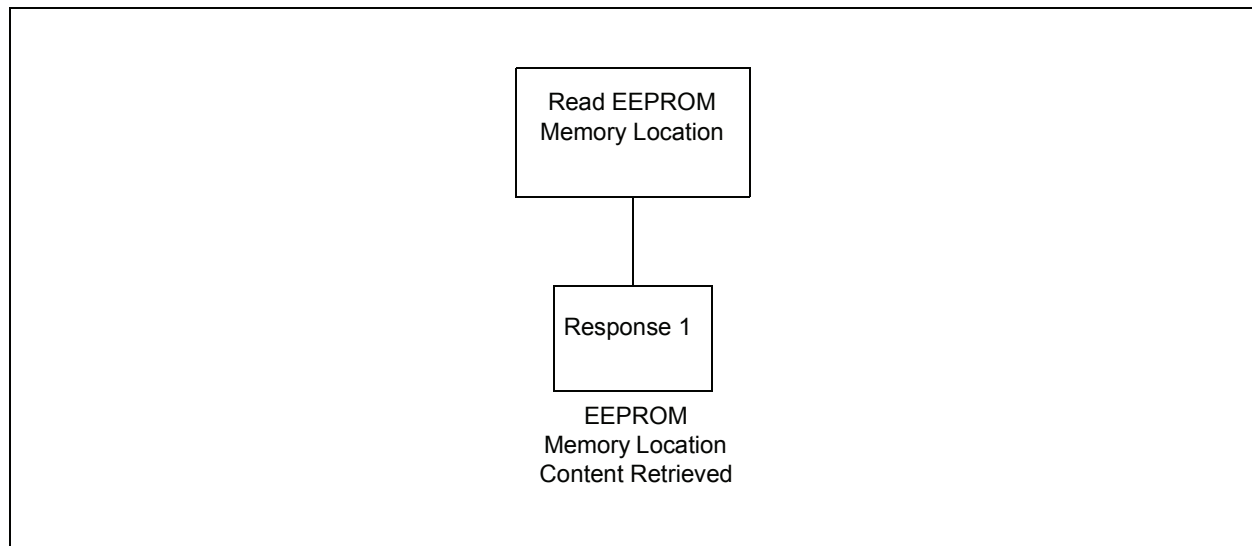 Read EEPROM
Memory Location
Response 1
EEPROM
Memory Location
Content Retrieved